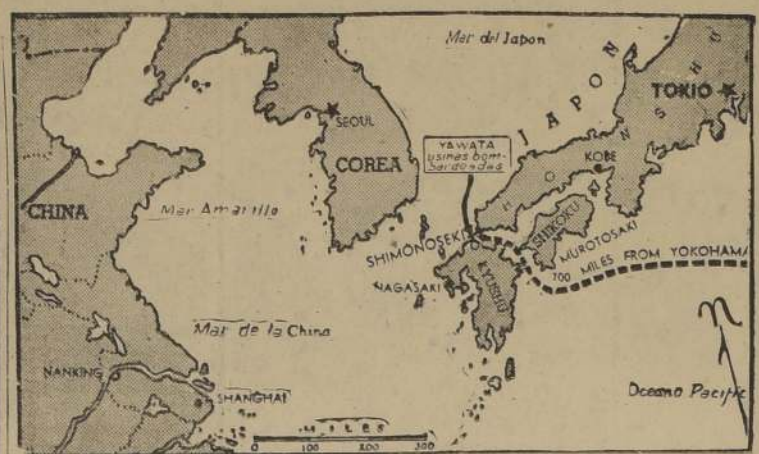 Mar del Japon
JAPON
HONSHU
TOKIO
SEOUL
COREA
YAWATA
usinas bom-
bardeadas
KOBE
CHINA
Mar Amarillo
SHIKOKU
SHIMONOSEKI
MUROTOSAKI
700 MILES FROM YOKOHAMA
KYUSHU
NAGASAKI
Mar de la China
n
NANKING
SHANGHAI
Oceano Pacific
MILES
0 100 200 300